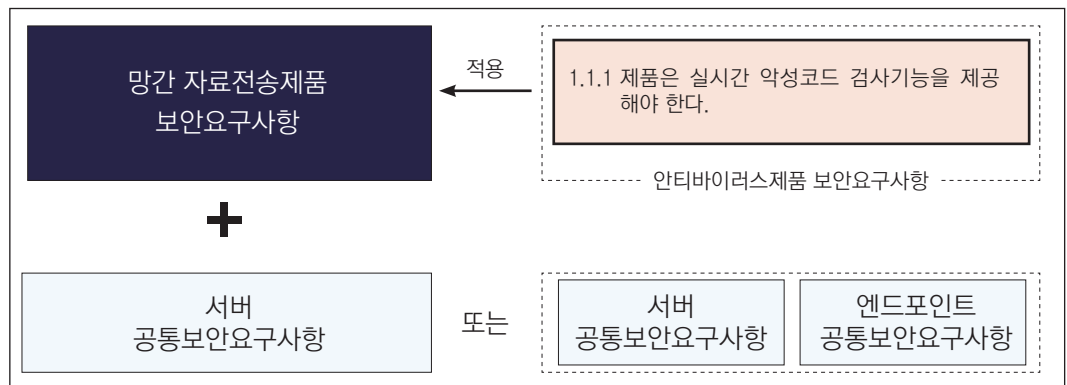 망간 자료전송제품
보안요구사항
적용
1.1.1 제품은 실시간 악성코드 검사기능을 제공
해야 한다.
안티바이러스제품 보안요구사항
서버
공통보안요구사항
또는
서버
공통보안요구사항
엔드포인트
공통보안요구사항